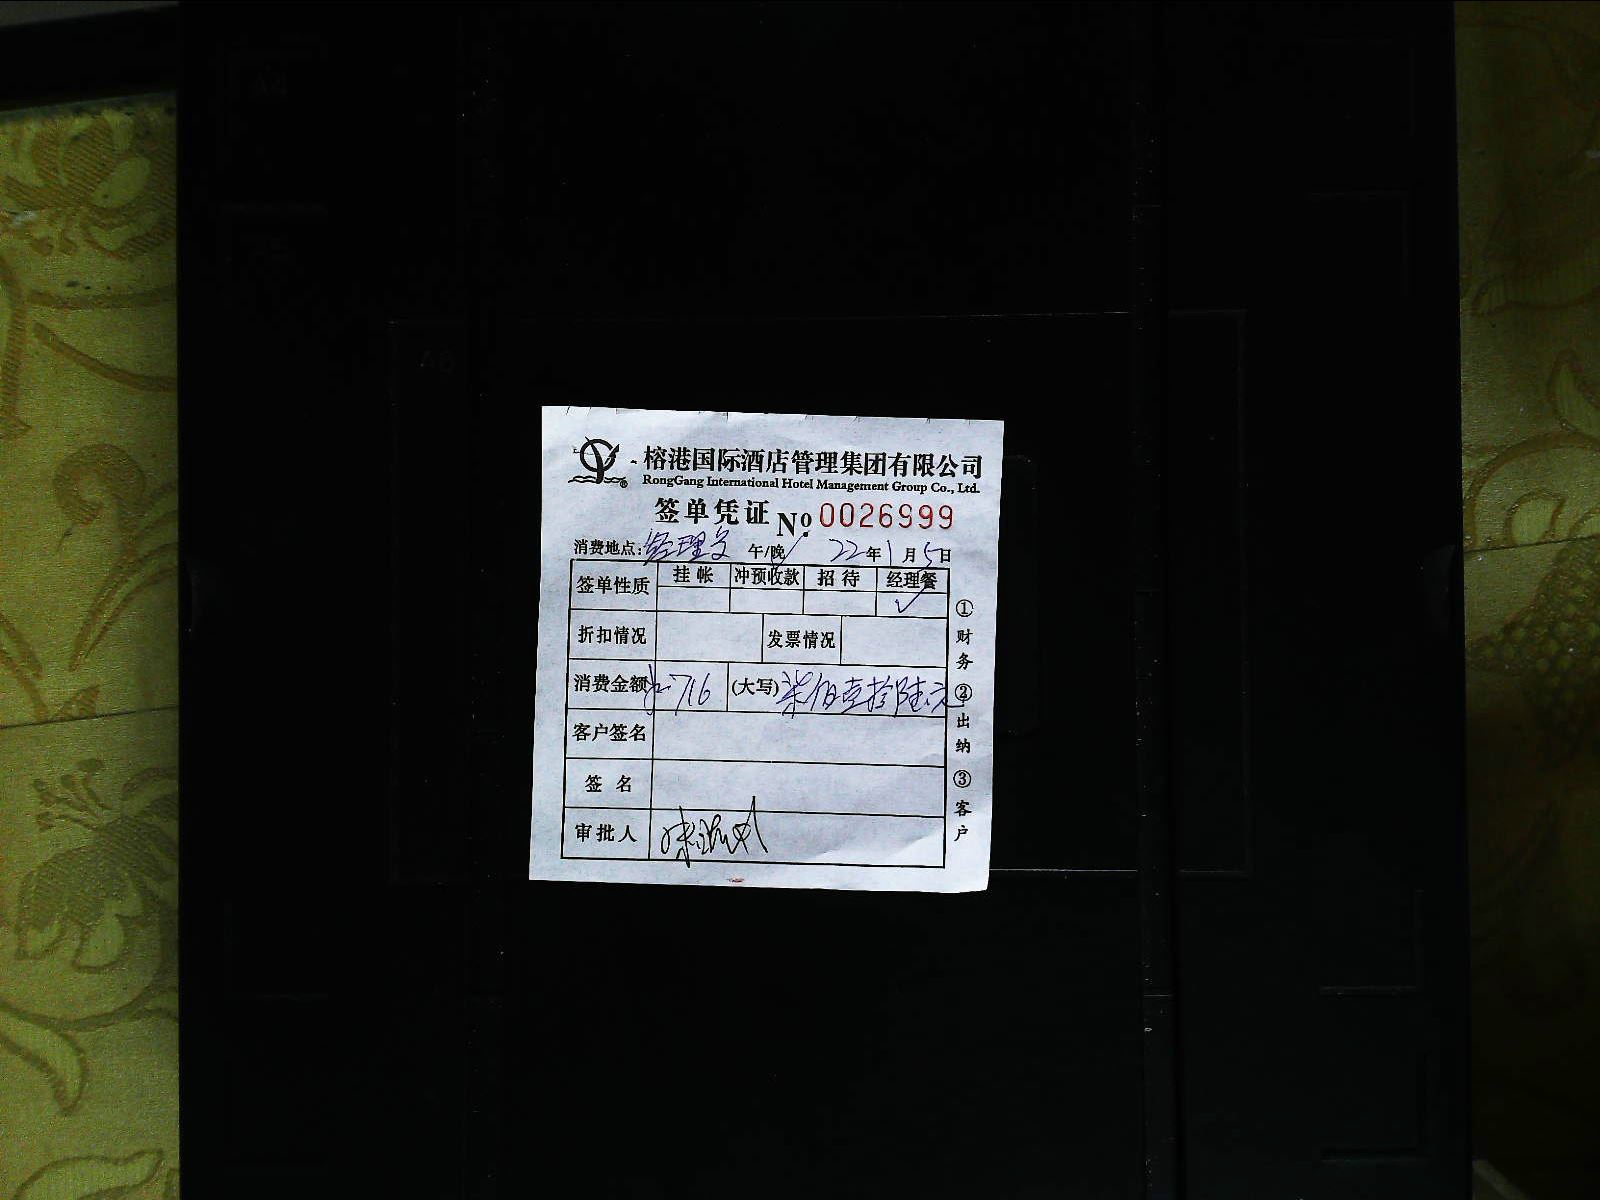 榕港国际酒店管理集团有限公司
RongGang International Hotel Management Group Co., Ltd.
签单凭证 №. 0026999
消费地点: 经理 午/晚 22年1月5日
签单性质 挂帐 冲预收款 招待 经理餐
✓
折扣情况 发票情况
消费金额 716 (大写) 柒佰壹拾陆元
客户签名
签名
审批人
①财务 ②出纳 ③客户